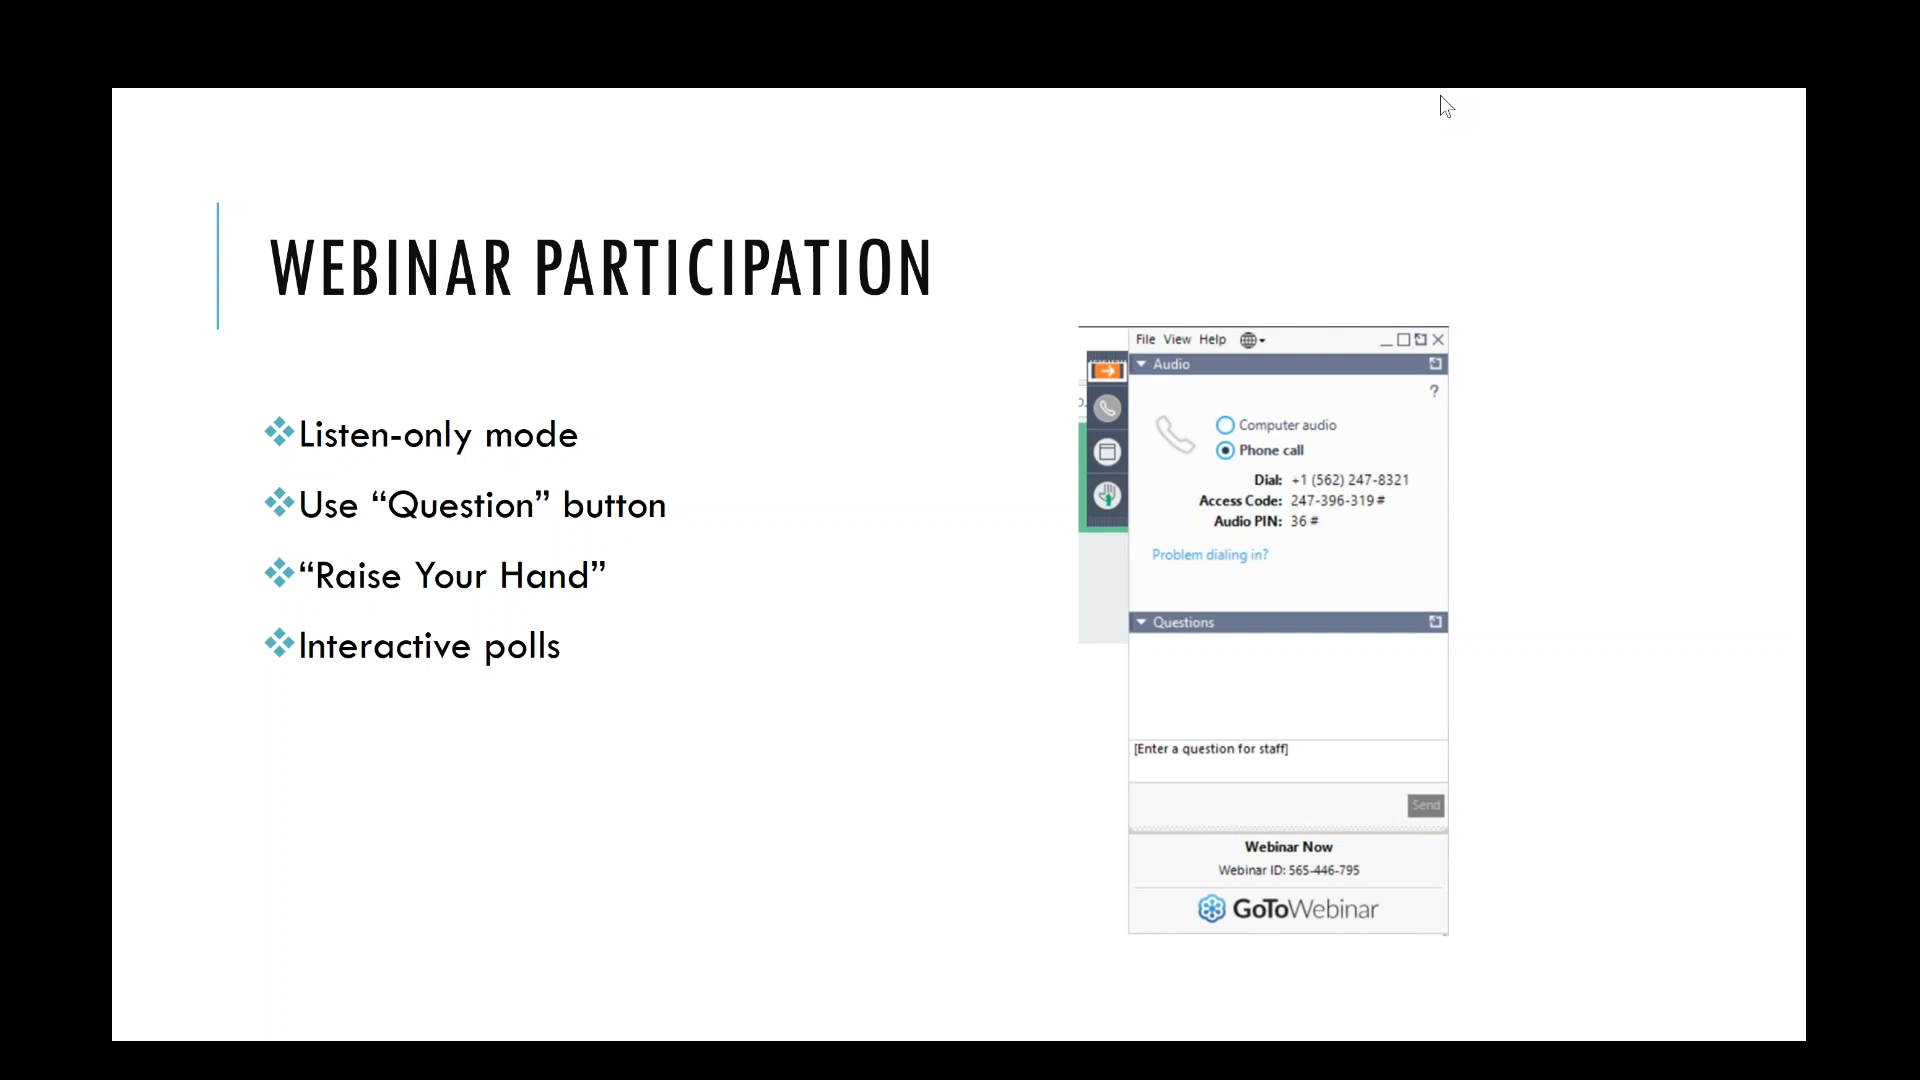 WEBINAR PARTICIPATION
Listen-only mode
Use “Question” button
“Raise Your Hand”
Interactive polls
File View Help
Audio
?
Computer audio
Phone call
Dial: +1 (562) 247-8321
Access Code: 247-396-319 #
Audio PIN: 36 #
Problem dialing in?
Questions
[Enter a question for staff]
Send
Webinar Now
Webinar ID: 565-446-795
GoToWebinar